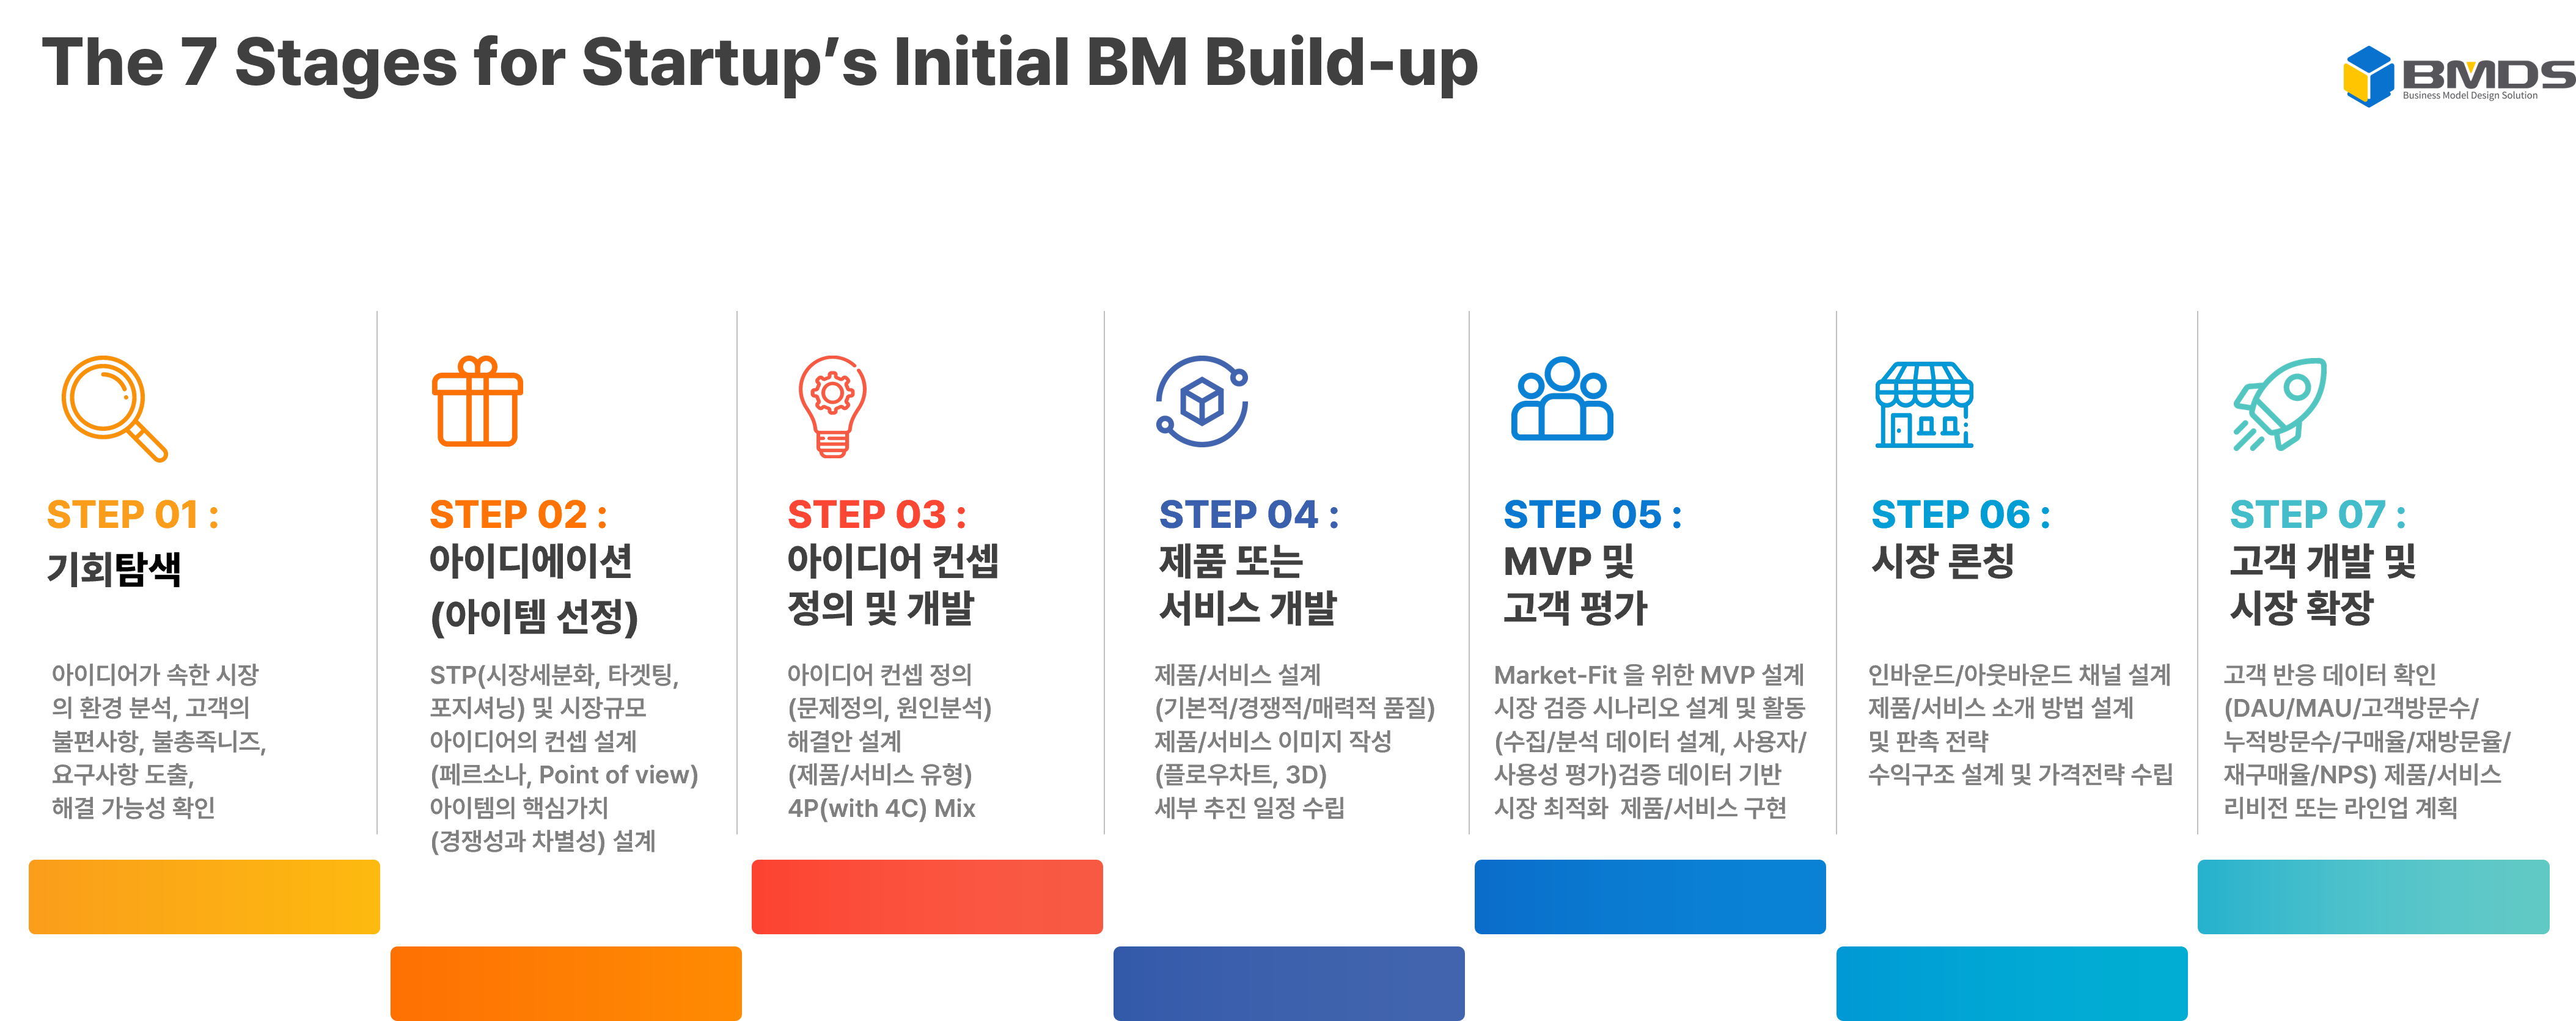 The 7 Stages for Startup’s Initial BM Build-up
BMDS
Business Model Design Solution
STEP 01 :
기회탐색
아이디어가 속한 시장
의 환경 분석, 고객의
불편사항, 불총족니즈,
요구사항 도출,
해결 가능성 확인
STEP 02 :
아이디에이션
(아이템 선정)
STP(시장세분화, 타겟팅,
포지셔닝) 및 시장규모
아이디어의 컨셉 설계
(페르소나, Point of view)
아이템의 핵심가치
(경쟁성과 차별성) 설계
STEP 03 :
아이디어 컨셉
정의 및 개발
아이디어 컨셉 정의
(문제정의, 원인분석)
해결안 설계
(제품/서비스 유형)
4P(with 4C) Mix
STEP 04 :
제품 또는
서비스 개발
제품/서비스 설계
(기본적/경쟁적/매력적 품질)
제품/서비스 이미지 작성
(플로우차트, 3D)
세부 추진 일정 수립
STEP 05 :
MVP 및
고객 평가
Market-Fit 을 위한 MVP 설계
시장 검증 시나리오 설계 및 활동
(수집/분석 데이터 설계, 사용자/
사용성 평가)검증 데이터 기반
시장 최적화 제품/서비스 구현
STEP 06 :
시장 론칭
인바운드/아웃바운드 채널 설계
제품/서비스 소개 방법 설계
및 판촉 전략
수익구조 설계 및 가격전략 수립
STEP 07 :
고객 개발 및
시장 확장
고객 반응 데이터 확인
(DAU/MAU/고객방문수/
누적방문수/구매율/재방문율/
재구매율/NPS) 제품/서비스
리비전 또는 라인업 계획